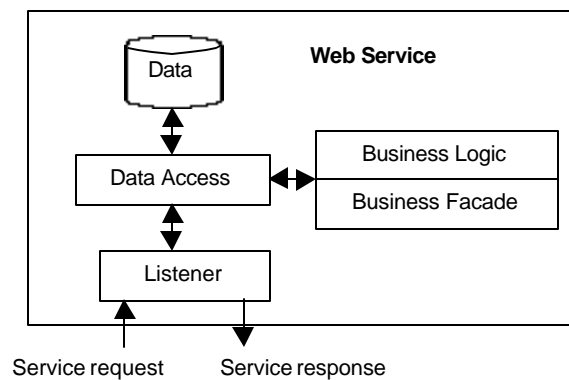 Web Service
Data
Data Access
Business Logic
Business Facade
Listener
Service request
Service response